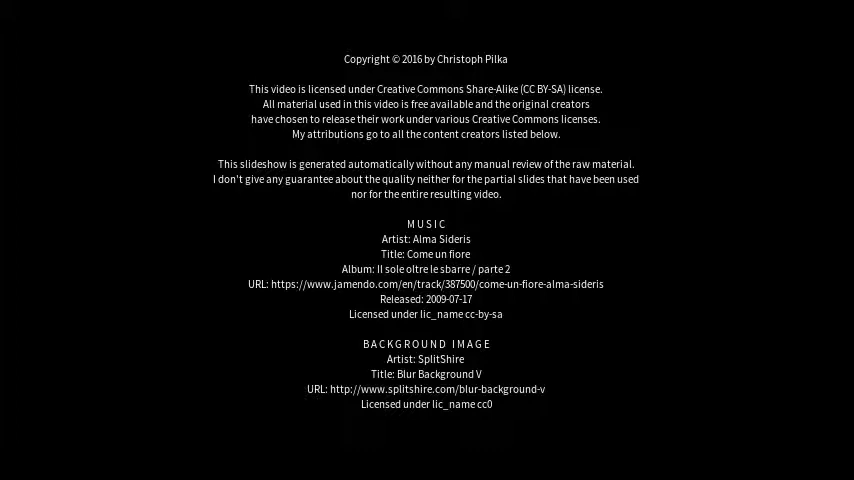 Copyright © 2016 by Christoph Pilka
This video is licensed under Creative Commons Share-Alike (CC BY-SA) license.
All material used in this video is free available and the original creators
have chosen to release their work under various Creative Commons licenses.
My attributions go to all the content creators listed below.
This slideshow is generated automatically without any manual review of the raw material.
I don't give any guarantee about the quality neither for the partial slides that have been used
nor for the entire resulting video.
M U S I C
Artist: Alma Sideris
Title: Come un fiore
Album: Il sole oltre le sbarre / parte 2
URL: https://www.jamendo.com/en/track/387500/come-un-fiore-alma-sideris
Released: 2009-07-17
Licensed under lic_name cc-by-sa
B A C K G R O U N D   I M A G E
Artist: SplitShire
Title: Blur Background V
URL: http://www.splitshire.com/blur-background-v
Licensed under lic_name cc0